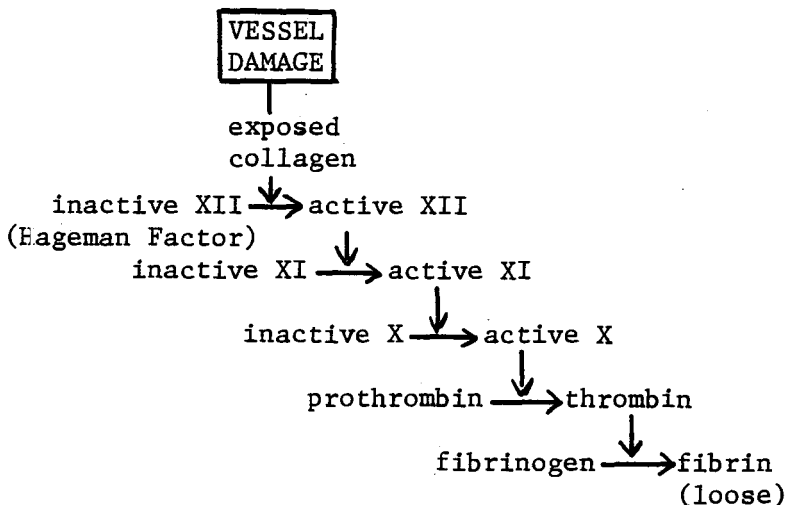 VESSEL
DAMAGE
exposed
collagen
inactive XII active XII
(Hageman Factor)
inactive XI active XI
inactive X active X
prothrombin thrombin
fibrinogen fibrin
(loose)